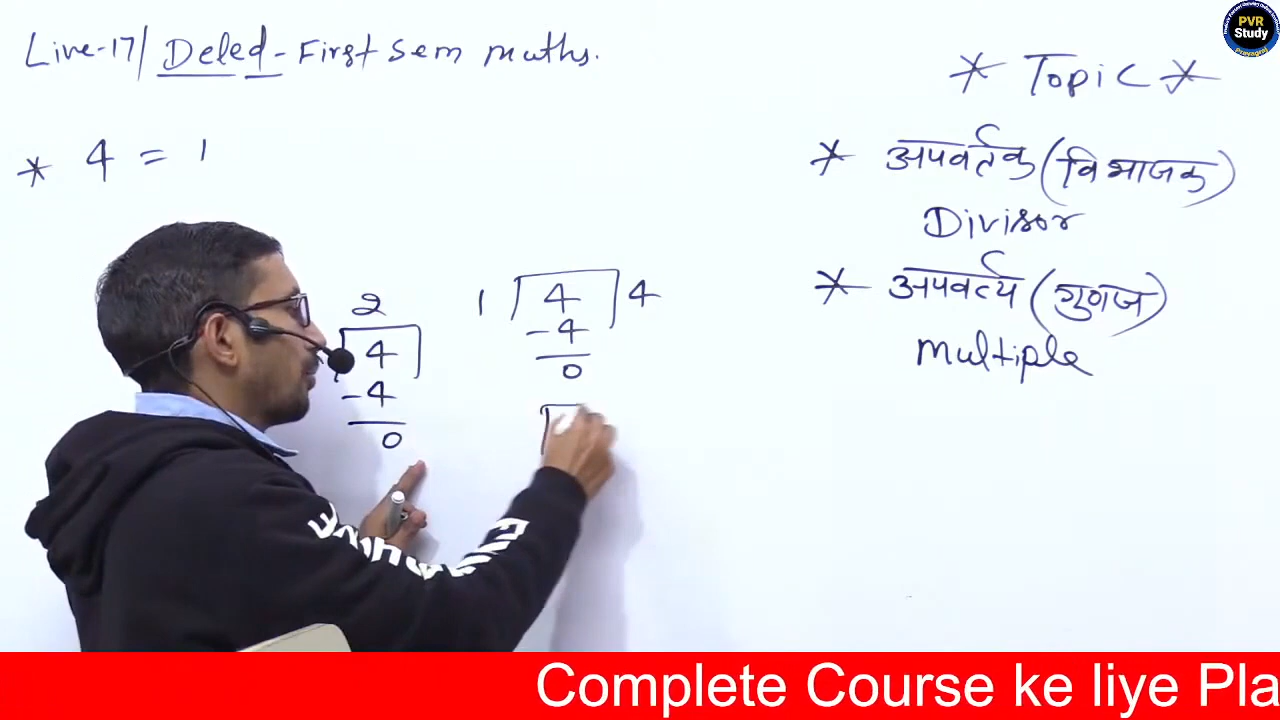 Live-17/ Deled - First Sem maths.
* Topic *
* 4 = 1
* अपवर्तक (विभाजक)
Divisor
* अपवर्त्य (गुणज)
multiple
2
4
-4
0
1 4 4
-4
0
PVR
Study
Prayagraj
Complete Course ke liye Pla